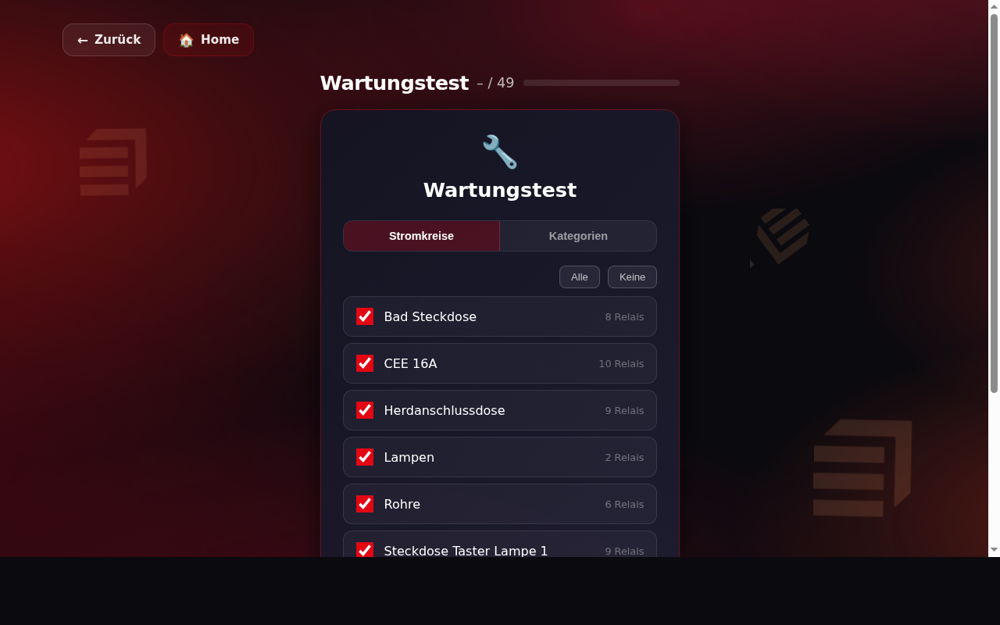 ← Zurück
Home
Wartungstest – / 49
Wartungstest
Stromkreise
Kategorien
Alle
Keine
Bad Steckdose 8 Relais
CEE 16A 10 Relais
Herdanschlussdose 9 Relais
Lampen 2 Relais
Rohre 6 Relais
Steckdose Taster Lampe 1 9 Relais